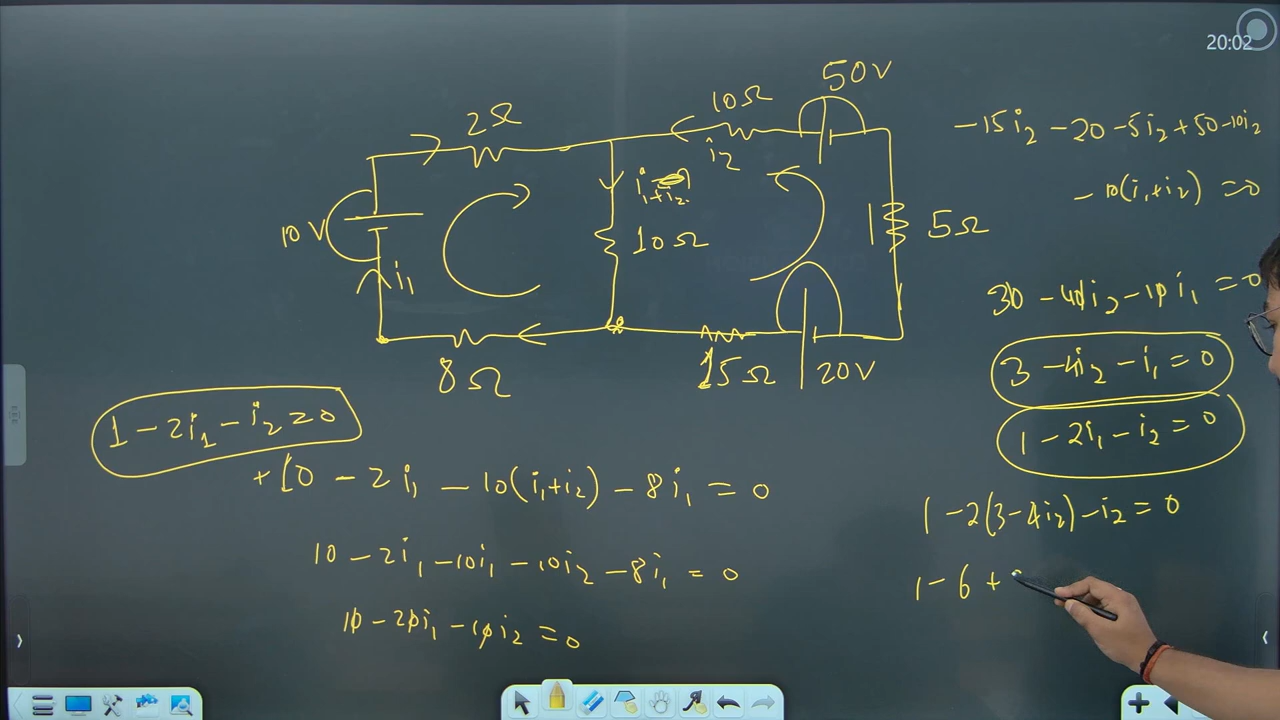 20:02
50V
10Ω
2Ω
i₂
i₁+i₂
10V
10Ω
5Ω
i₁
8Ω
15Ω
20V
-15i₂ -20 -5i₂ +50 -10i₂
-10(i₁+i₂) =0
30 -40i₂ -10i₁ =0
3 -4i₂ -i₁ =0
1 -2i₁ -i₂ =0
1 -2(3-4i₂) -i₂ =0
1 -6 +
1 -2i₁ -i₂ =0
+10 -2i₁ -10(i₁+i₂) -8i₁ =0
10 -2i₁ -10i₁ -10i₂ -8i₁ =0
10 -20i₁ -10i₂ =0